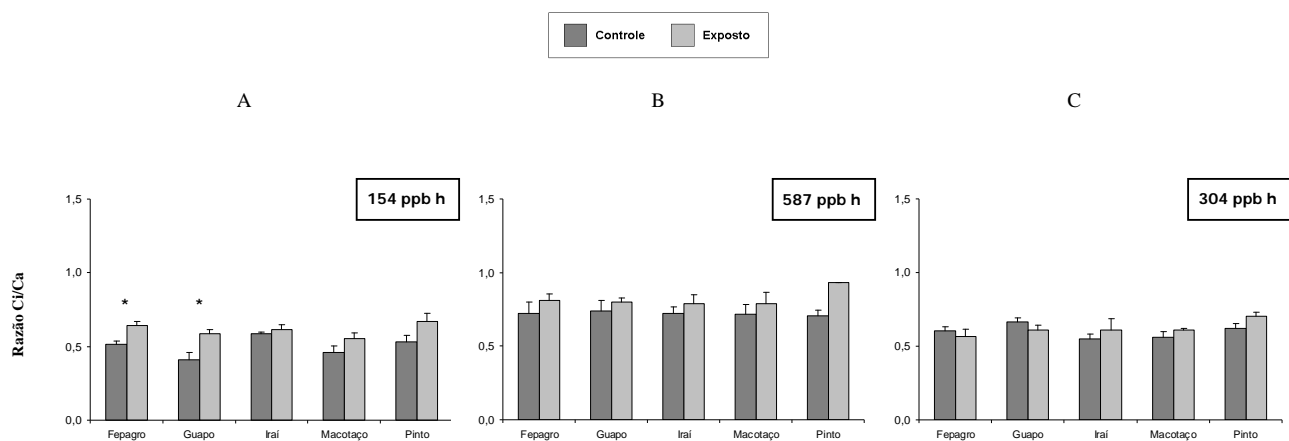 Controle Exposto
A B C
154 ppb h 587 ppb h 304 ppb h
Razão Ci/Ca
1,5 1,5 1,5
1,0 1,0 1,0
* *
0,5 0,5 0,5
0,0 0,0 0,0
Fepagro Guapo Iraí Macotaço Pinto Fepagro Guapo Iraí Macotaço Pinto Fepagro Guapo Iraí Macotaço Pinto